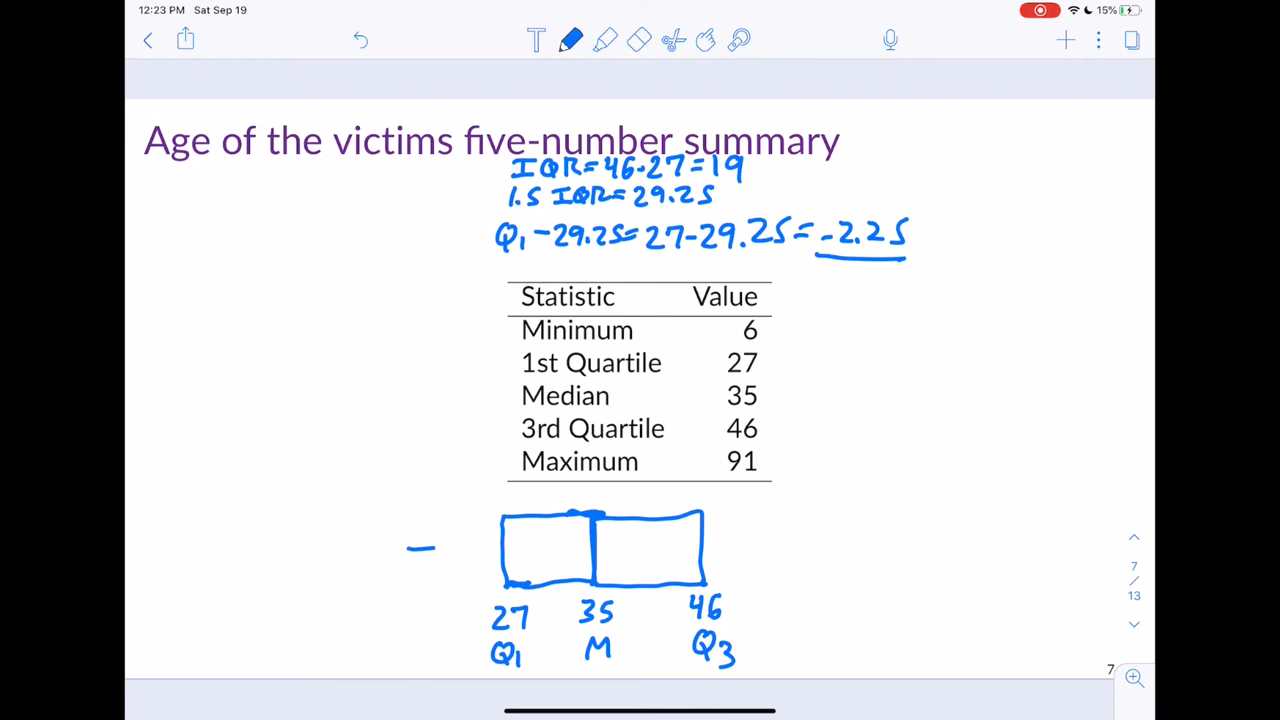 12:23 PM Sat Sep 19
15%
T
Age of the victims five-number summary
IQR=46-27=19
1.5 IQR=29.25
Q1 -29.25=27-29.25=-2.25
Statistic Value
Minimum 6
1st Quartile 27
Median 35
3rd Quartile 46
Maximum 91
27 35 46
Q1 M Q3
7
/
13
7